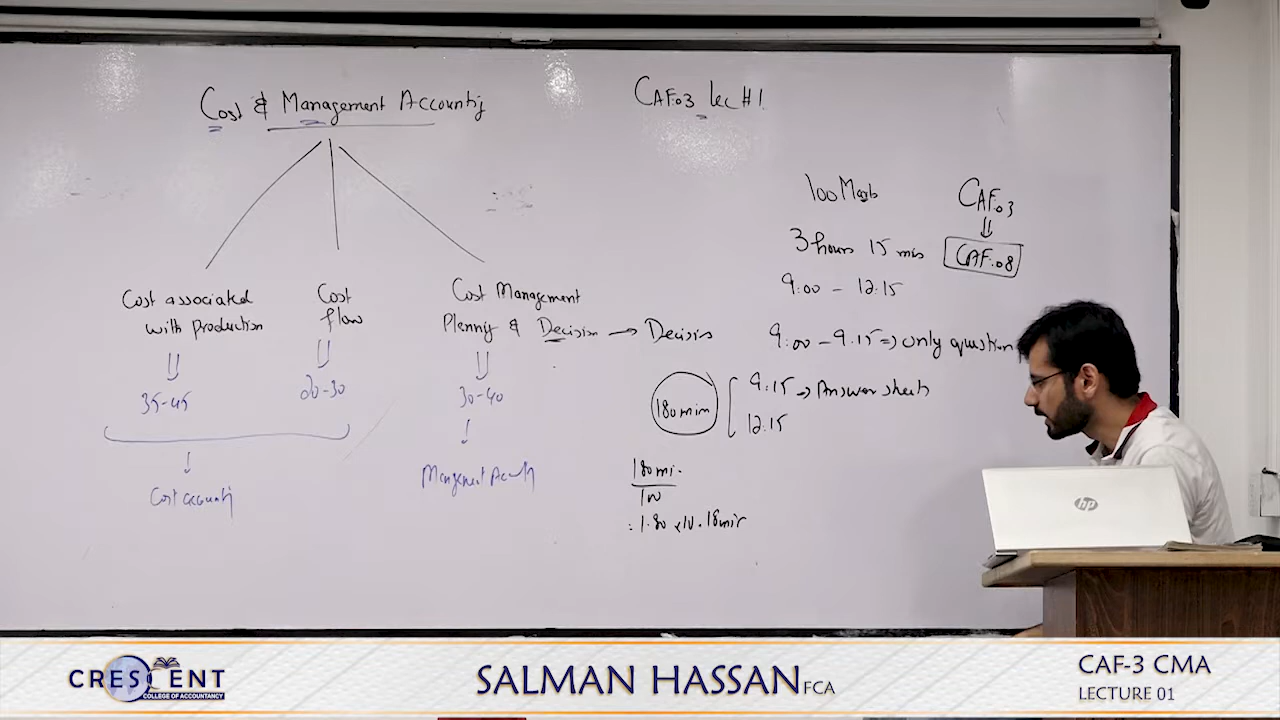 Cost & Management Accounting
CAF.03 Lec #1
Cost associated
with production
35-45
Cost
flow
20-30
Cost Management
Planning & Decision → Decisions
30-40
Cost accounting
Management Accounting
100 Marks
3 hours 15 mins
9:00 - 12:15
CAF.03
CAF.08
9:00 - 9:15 => only question
180 min
9:15 => Answer sheets
12.15
180 mi.
100
: 1.80 x 10 . 18 min
hp
CRESCENT
COLLEGE OF ACCOUNTANCY
SALMAN HASSAN FCA
CAF-3 CMA
LECTURE 01